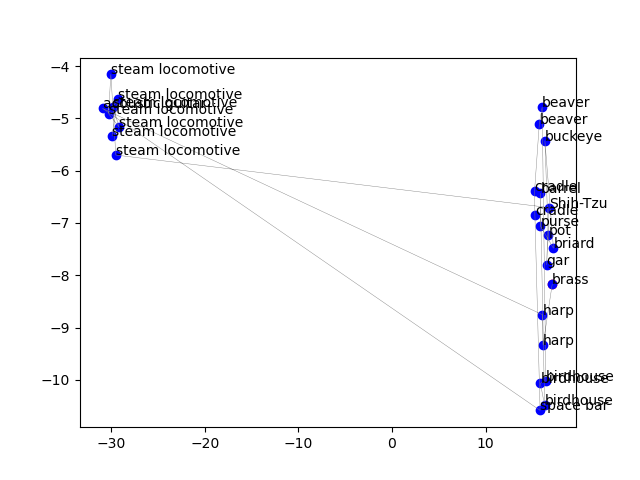 −4
−5
−6
−7
−8
−9
−10
−30
−20
−10
0
10
steam locomotive
steam locomotive
steam locomotive
steam locomotive
steam locomotive
steam locomotive
steam locomotive
beaver
beaver
buckeye
cradle
barrel
Shih-Tzu
cradle
purse
pot
briard
gar
brass
harp
harp
birdhouse
birdhouse
birdhouse
space bar